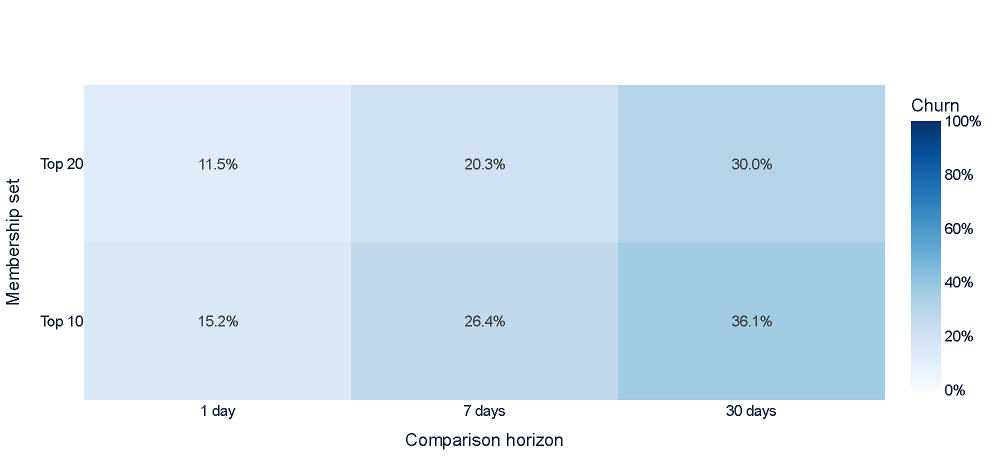 Churn
100%
80%
60%
40%
20%
0%
Membership set
Top 20
11.5%
20.3%
30.0%
Top 10
15.2%
26.4%
36.1%
1 day
7 days
30 days
Comparison horizon